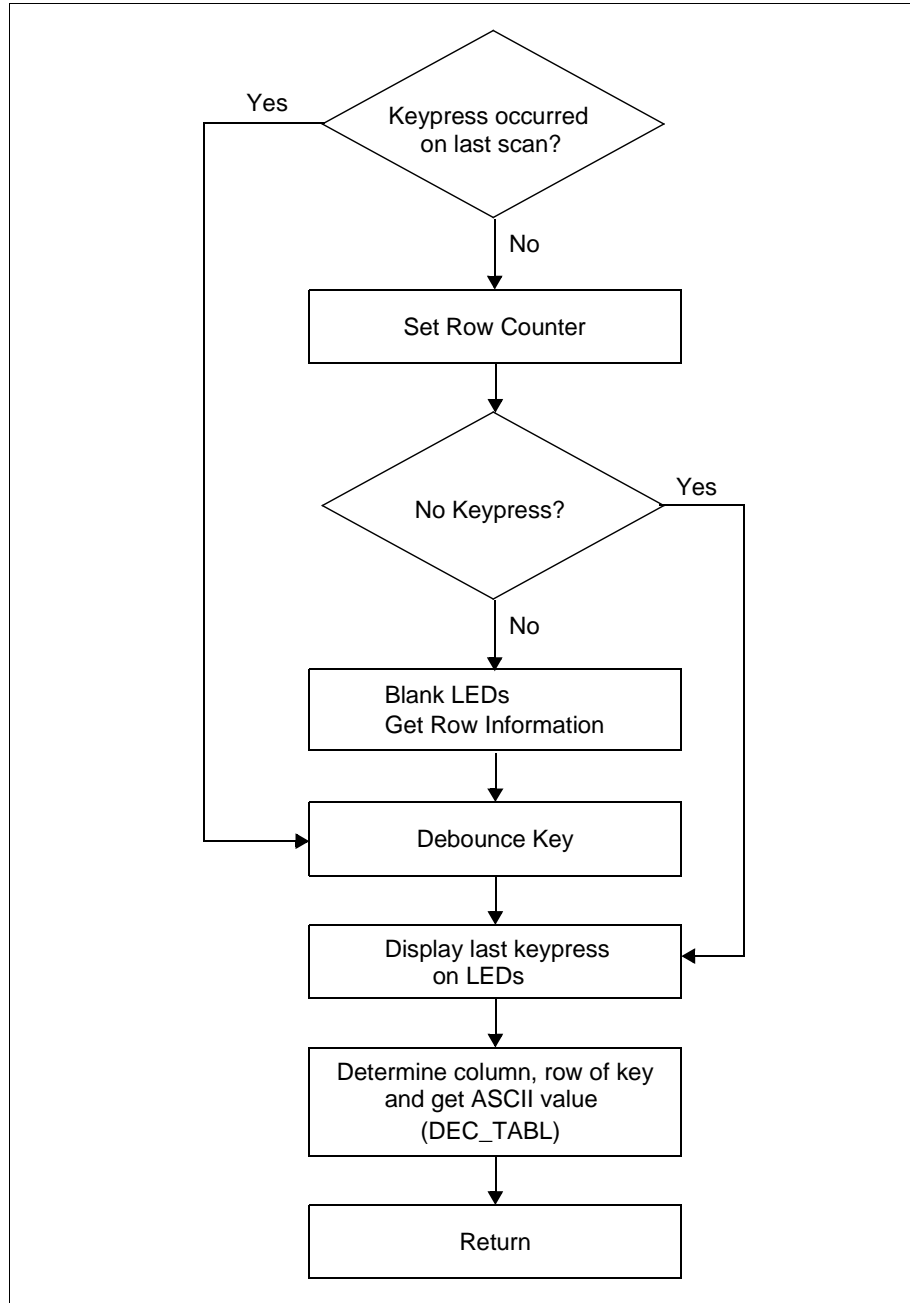 Yes
Keypress occurred
on last scan?
No
Set Row Counter
Yes
No Keypress?
No
Blank LEDs
Get Row Information
Debounce Key
Display last keypress
on LEDs
Determine column, row of key
and get ASCII value
(DEC_TABL)
Return